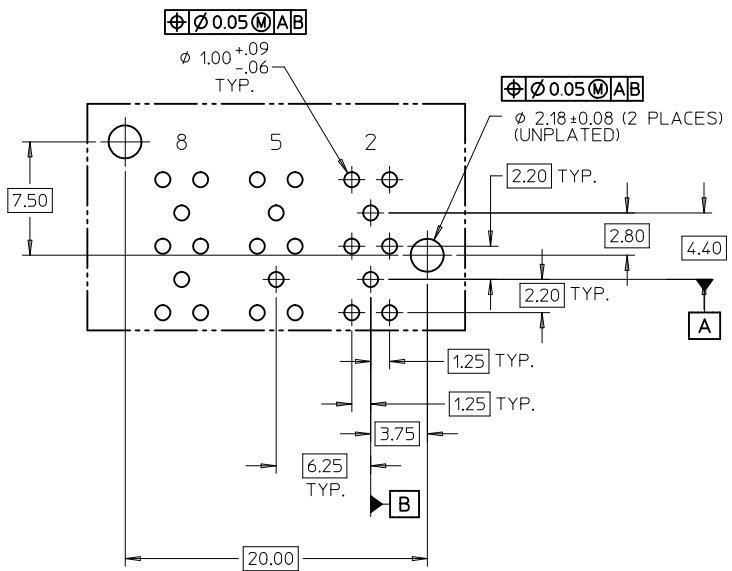 ⌖ Ø 0.05 Ⓜ A B
ø 1.00 +.09 -.06
TYP.
⌖ Ø 0.05 Ⓜ A B
ø 2.18±0.08 (2 PLACES)
(UNPLATED)
8 5 2
7.50
2.20 TYP.
2.80
4.40
2.20 TYP.
A
1.25 TYP.
1.25 TYP.
3.75
6.25
TYP.
B
20.00